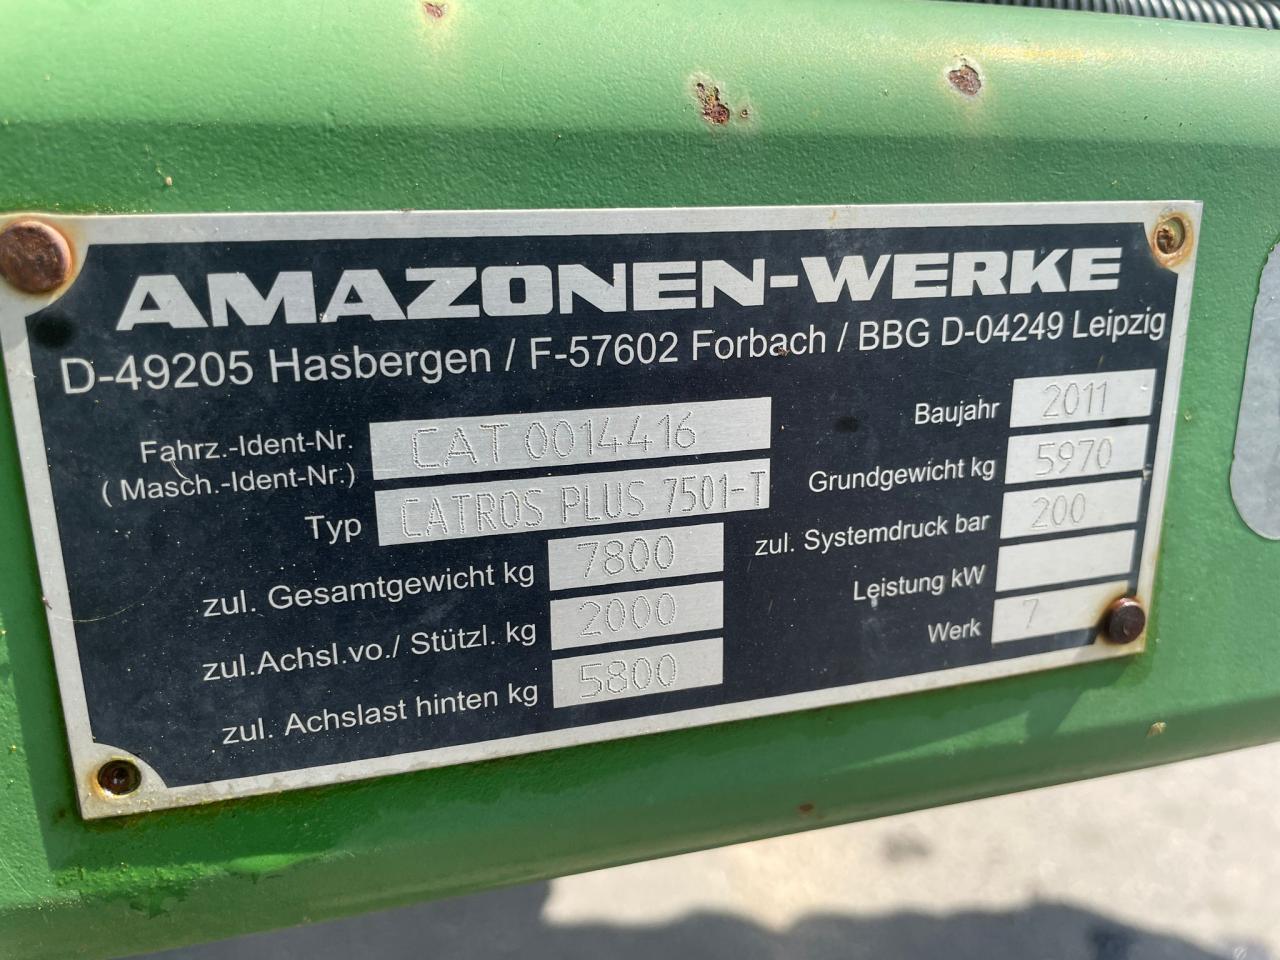 AMAZONEN-WERKE
D-49205 Hasbergen / F-57602 Forbach / BBG D-04249 Leipzig
Fahrz.-Ident-Nr.
( Masch.-Ident-Nr.) CAT 0014416
Typ CATROS PLUS 7501-T
zul. Gesamtgewicht kg 7800
zul.Achsl.vo./ Stützl. kg 2000
zul. Achslast hinten kg 5800
Baujahr 2011
Grundgewicht kg 5970
zul. Systemdruck bar 200
Leistung kW
Werk 7